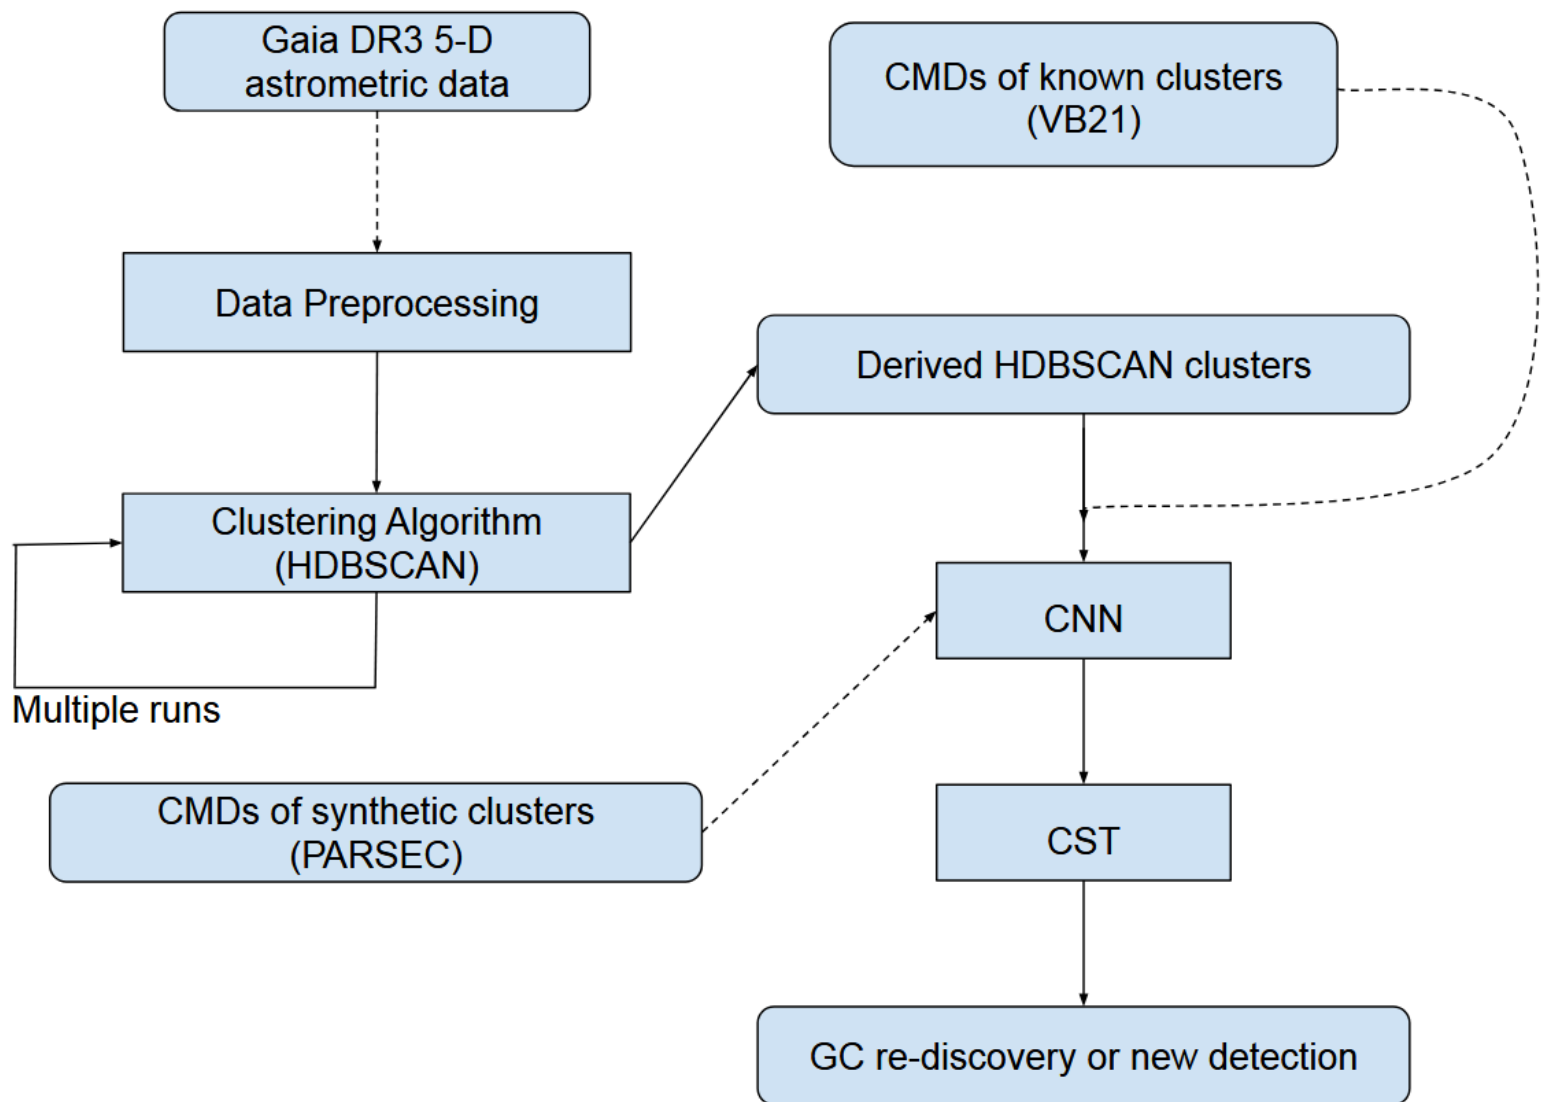 Gaia DR3 5-D
astrometric data
CMDs of known clusters
(VB21)
Data Preprocessing
Derived HDBSCAN clusters
Clustering Algorithm
(HDBSCAN)
Multiple runs
CNN
CMDs of synthetic clusters
(PARSEC)
CST
GC re-discovery or new detection